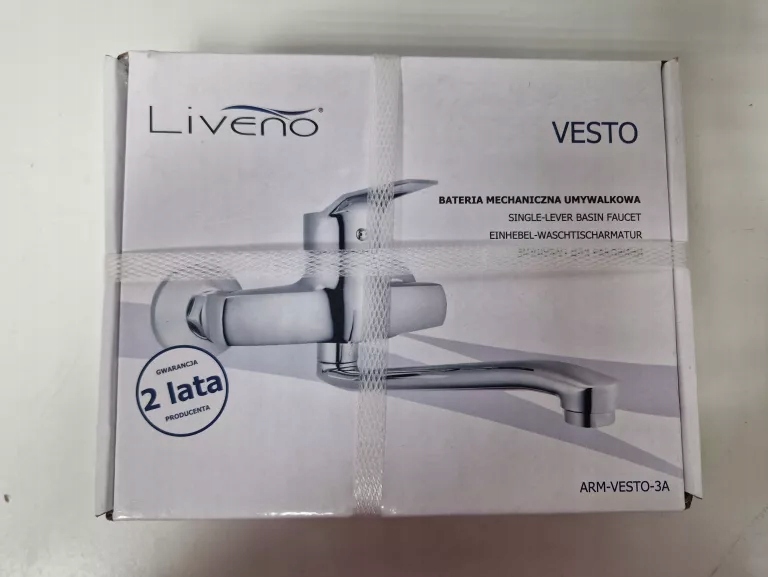 Liveno®
VESTO
BATERIA MECHANICZNA UMYWALKOWA
SINGLE-LEVER BASIN FAUCET
EINHEBEL-WASCHTISCHARMATUR
GWARANCJA
2 lata
PRODUCENTA
ARM-VESTO-3A